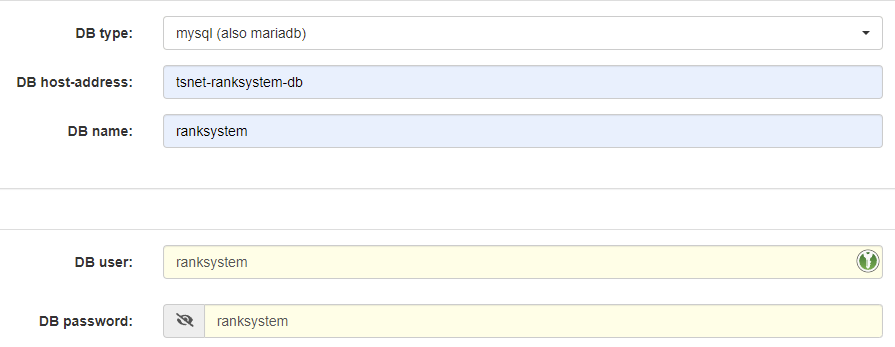 DB type: mysql (also mariadb)
DB host-address: tsnet-ranksystem-db
DB name: ranksystem
DB user: ranksystem
DB password: ranksystem